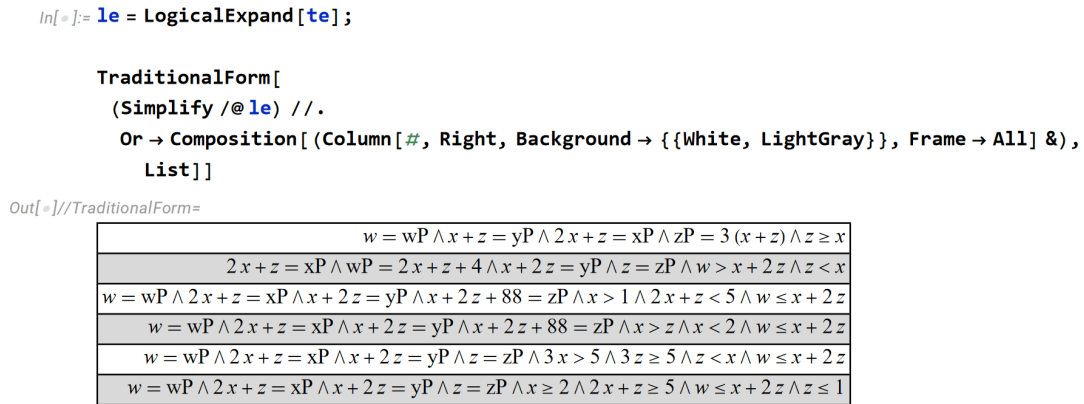 In[•]:= le = LogicalExpand[te];
TraditionalForm[
(Simplify /@ le) //.
Or → Composition[(Column[#, Right, Background → {{White, LightGray}}, Frame → All] &),
List]]
Out[•]//TraditionalForm=
w = wP ∧ x + z = yP ∧ 2 x + z = xP ∧ zP = 3 (x + z) ∧ z ≥ x
2 x + z = xP ∧ wP = 2 x + z + 4 ∧ x + 2 z = yP ∧ z = zP ∧ w > x + 2 z ∧ z < x
w = wP ∧ 2 x + z = xP ∧ x + 2 z = yP ∧ x + 2 z + 88 = zP ∧ x > 1 ∧ 2 x + z < 5 ∧ w ≤ x + 2 z
w = wP ∧ 2 x + z = xP ∧ x + 2 z = yP ∧ x + 2 z + 88 = zP ∧ x > z ∧ x < 2 ∧ w ≤ x + 2 z
w = wP ∧ 2 x + z = xP ∧ x + 2 z = yP ∧ z = zP ∧ 3 x > 5 ∧ 3 z ≥ 5 ∧ z < x ∧ w ≤ x + 2 z
w = wP ∧ 2 x + z = xP ∧ x + 2 z = yP ∧ z = zP ∧ x ≥ 2 ∧ 2 x + z ≥ 5 ∧ w ≤ x + 2 z ∧ z ≤ 1